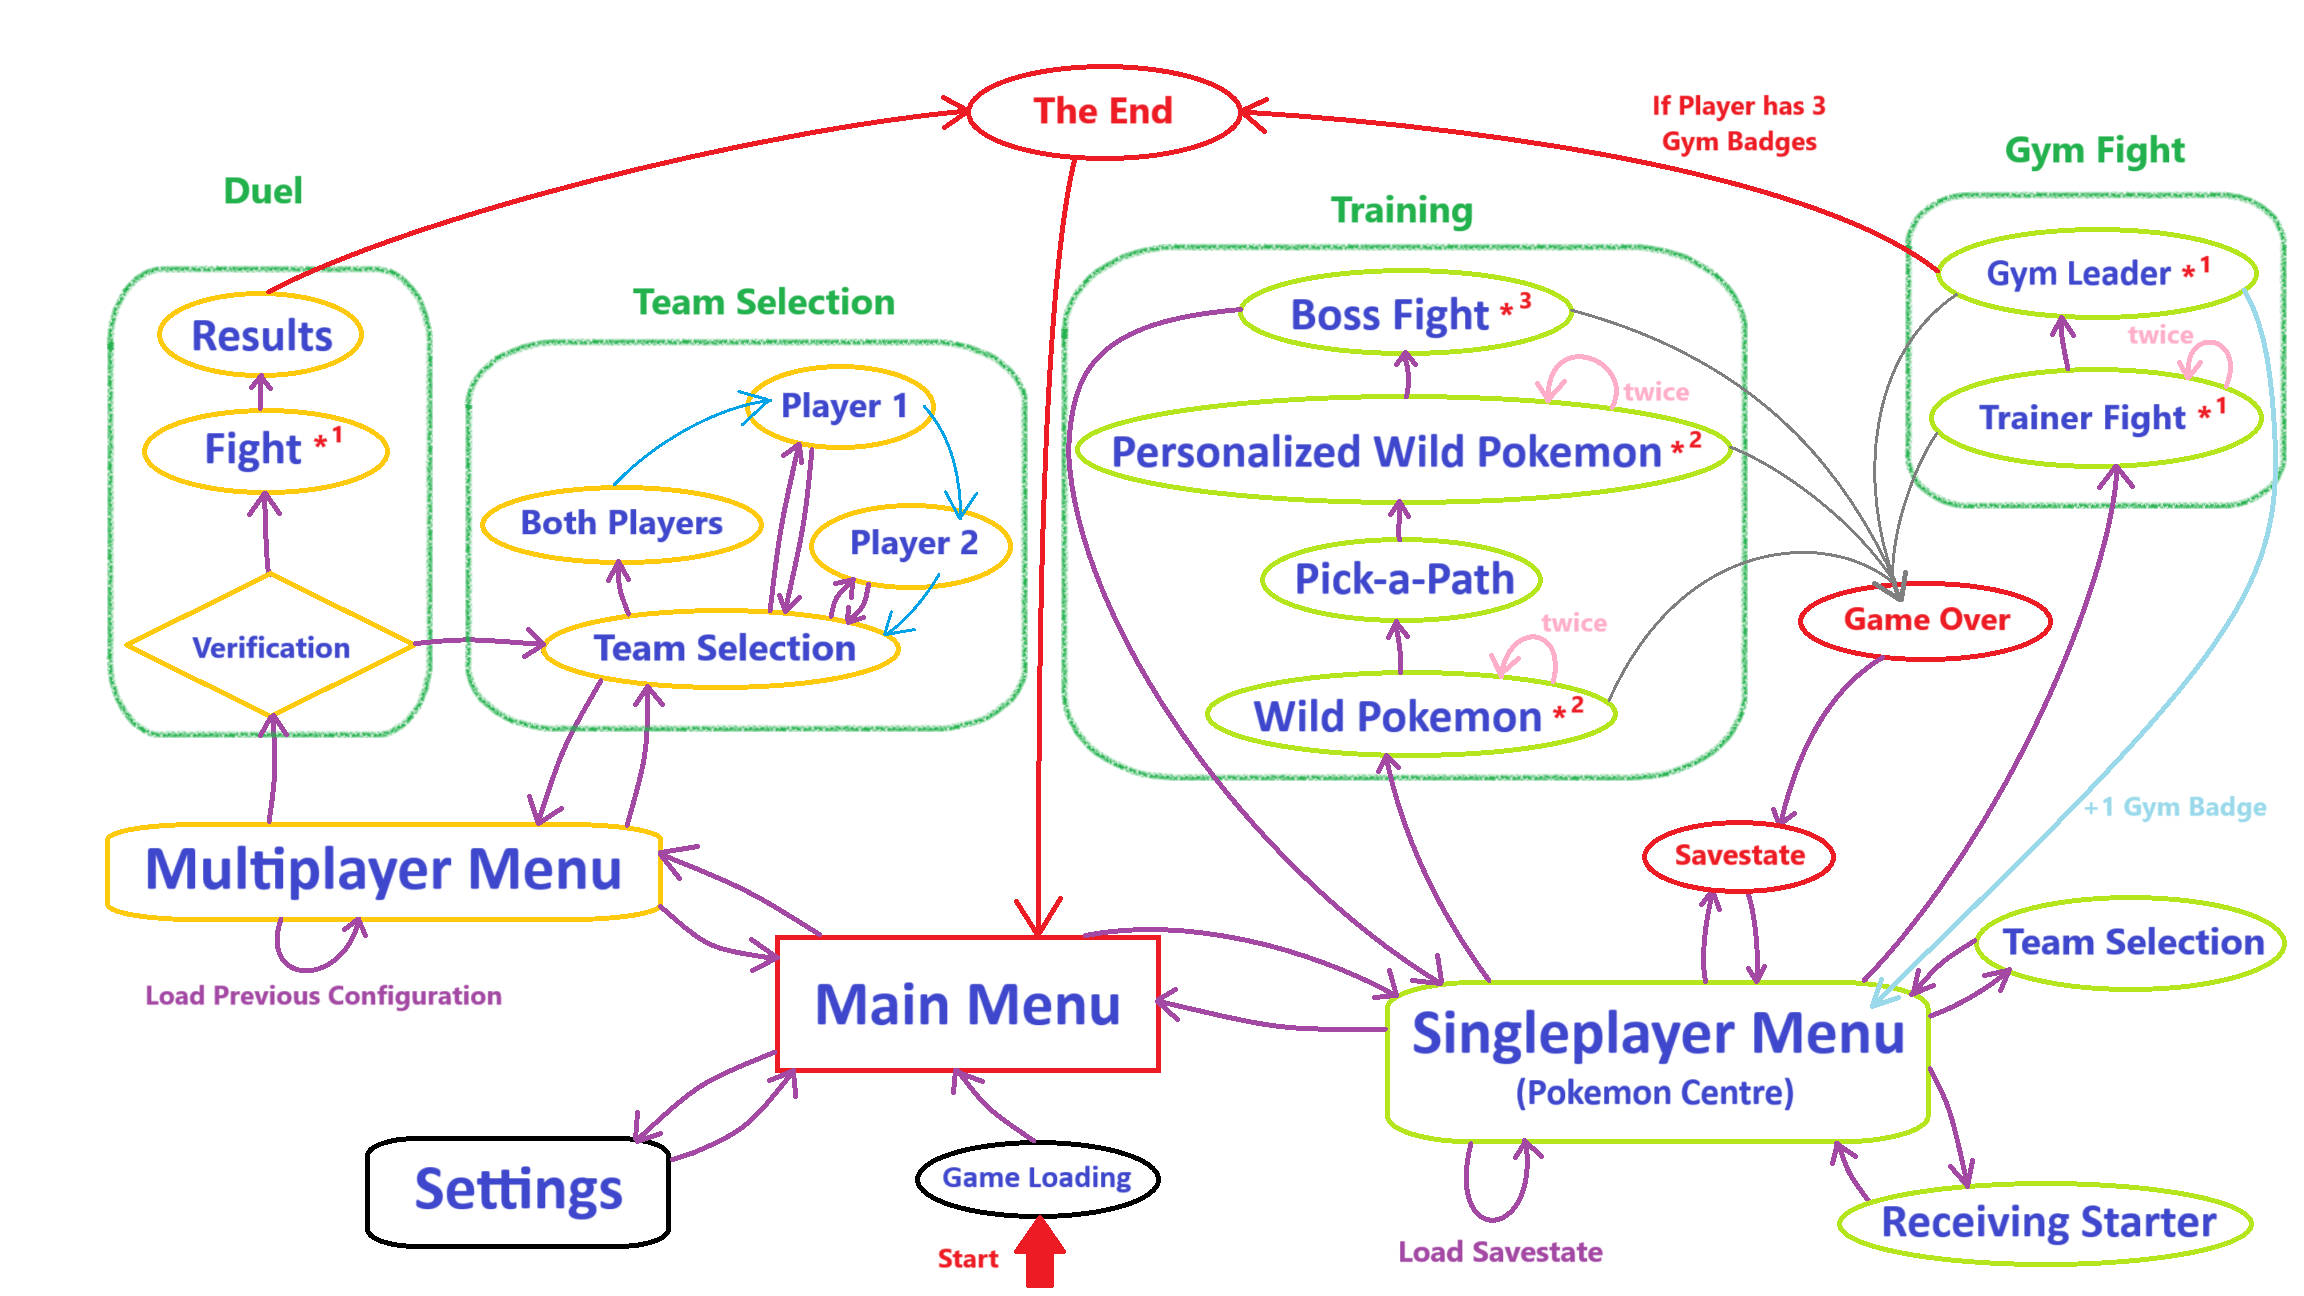 The End
If Player has 3
Gym Badges
Gym Fight
Duel
Training
Team Selection
Gym Leader *1
Results
Boss Fight *3
twice
Player 1
twice
Trainer Fight *1
Fight *1
Personalized Wild Pokemon *2
Both Players
Player 2
Pick-a-Path
Game Over
twice
Verification
Team Selection
Wild Pokemon *2
+1 Gym Badge
Multiplayer Menu
Savestate
Team Selection
Load Previous Configuration
Main Menu
Singleplayer Menu
(Pokemon Centre)
Settings
Game Loading
Receiving Starter
Start
Load Savestate